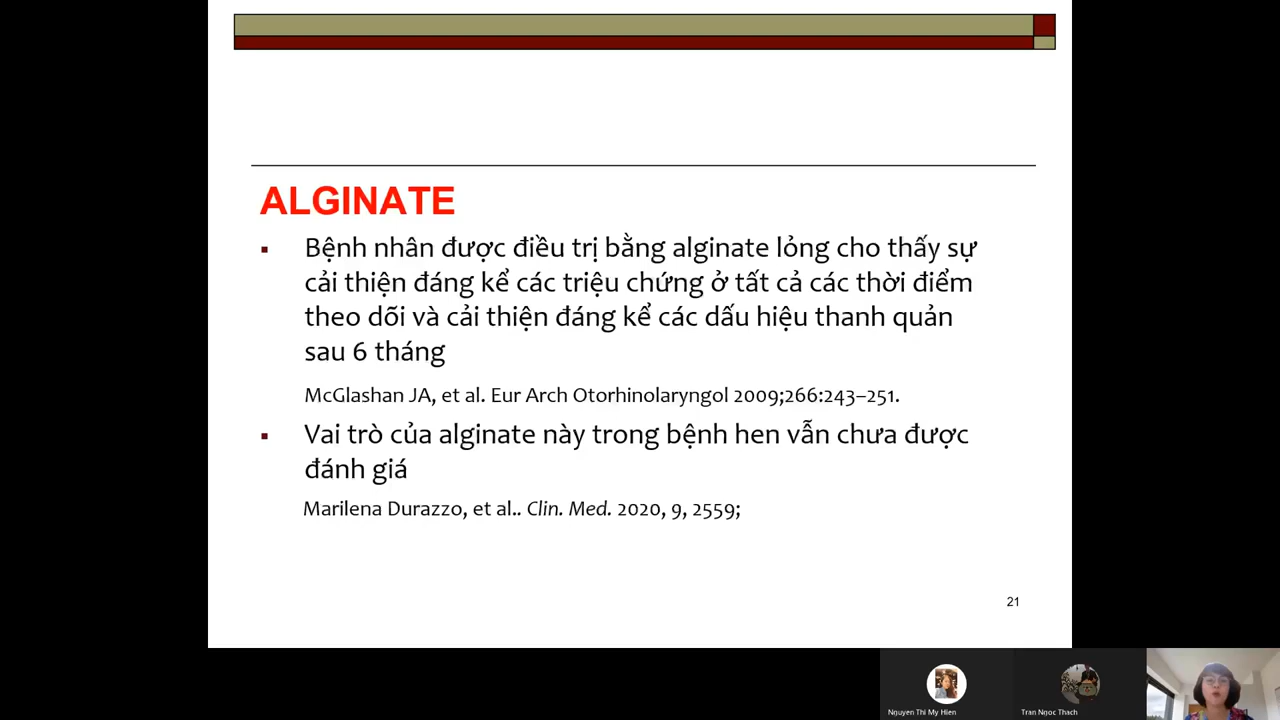 ALGINATE
▪ Bệnh nhân được điều trị bằng alginate lỏng cho thấy sự
cải thiện đáng kể các triệu chứng ở tất cả các thời điểm
theo dõi và cải thiện đáng kể các dấu hiệu thanh quản
sau 6 tháng
McGlashan JA, et al. Eur Arch Otorhinolaryngol 2009;266:243–251.
▪ Vai trò của alginate này trong bệnh hen vẫn chưa được
đánh giá
Marilena Durazzo, et al.. Clin. Med. 2020, 9, 2559;
21
Nguyen Thi My Hien
Tran Ngoc Thach